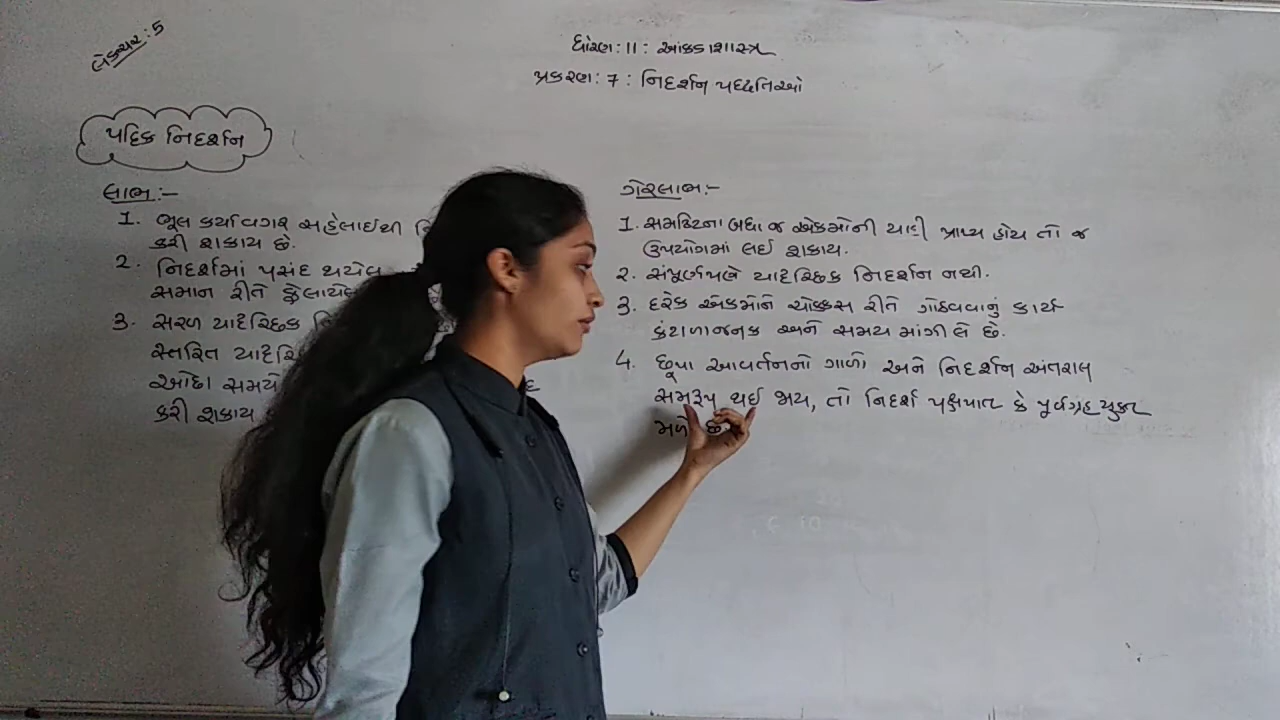 લેક્ચર : 5
ધોરણ : 11 : આંકડાશાસ્ત્ર
પ્રકરણ : 7 : નિદર્શન પદ્ધતિઓ
પદિક નિદર્શન
લાભ :-
1. ભૂલ કર્યા વગર સહેલાઈથી
કરી શકાય છે.
2. નિદર્શમાં પસંદ થયેલ
સમાન રીતે ફેલાયેલ
3. સરળ યાદૈચ્છિક
સ્તરિત
ઓછા સમયે
કરી શકાય
ગેરલાભ :-
1. સમષ્ટિના બધા જ એકમોની યાદી પ્રાપ્ય હોય તો જ
ઉપયોગમાં લઈ શકાય.
2. સંપૂર્ણપણે યાદૈચ્છિક નિદર્શન નથી.
3. દરેક એકમોને ચોક્કસ રીતે ગોઠવવાનું કાર્ય
કંટાળાજનક અને સમય માંગી લે છે.
4. છૂપા આવર્તનનો ગાળો અને નિદર્શન અંતરાલ
સમરૂપ થઈ જાય, તો નિદર્શ પક્ષપાત કે પૂર્વગ્રહયુક્ત
મળે છે.